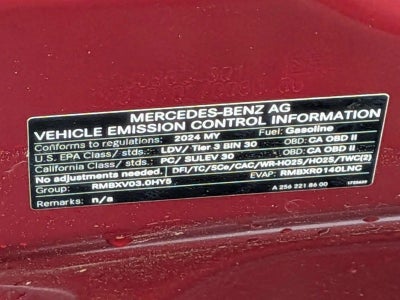 MERCEDES-BENZ AG
VEHICLE EMISSION CONTROL INFORMATION
Conforms to regulations: 2024 MY Fuel: Gasoline
U.S. EPA Class/ stds.: LDV/ Tier 3 BIN 30 OBD: CA OBD II
California Class/ stds.: PC/ SULEV 30 OBD: CA OBD II
No adjustments needed. DFI/TC/5Ce/CAC/WR-HO2S/HO2S/TWC(2)
Group: RMBXV03.0HY5 EVAP: RMBXR0140LNC
Remarks: n/a A 256 221 86 00